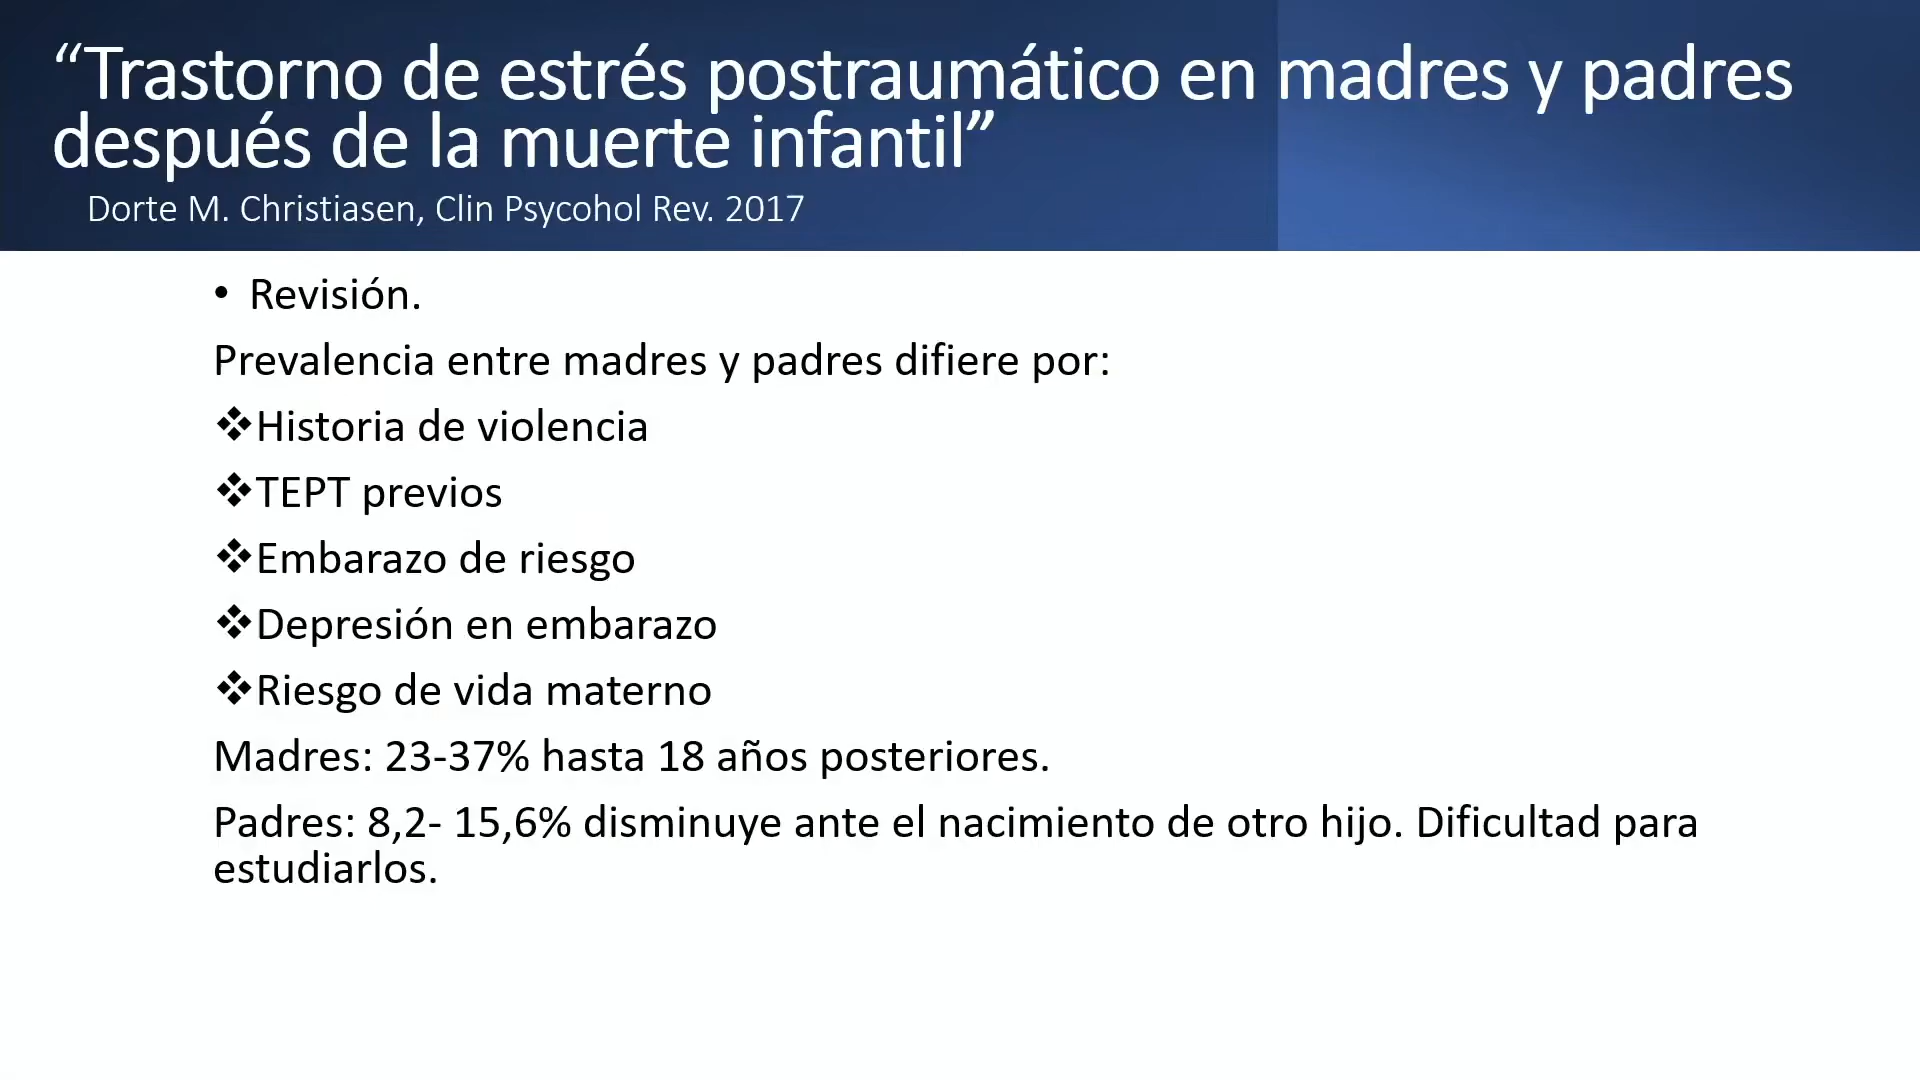 “Trastorno de estrés postraumático en madres y padres
después de la muerte infantil”
Dorte M. Christiasen, Clin Psycohol Rev. 2017
• Revisión.
Prevalencia entre madres y padres difiere por:
❖Historia de violencia
❖TEPT previos
❖Embarazo de riesgo
❖Depresión en embarazo
❖Riesgo de vida materno
Madres: 23-37% hasta 18 años posteriores.
Padres: 8,2- 15,6% disminuye ante el nacimiento de otro hijo. Dificultad para
estudiarlos.